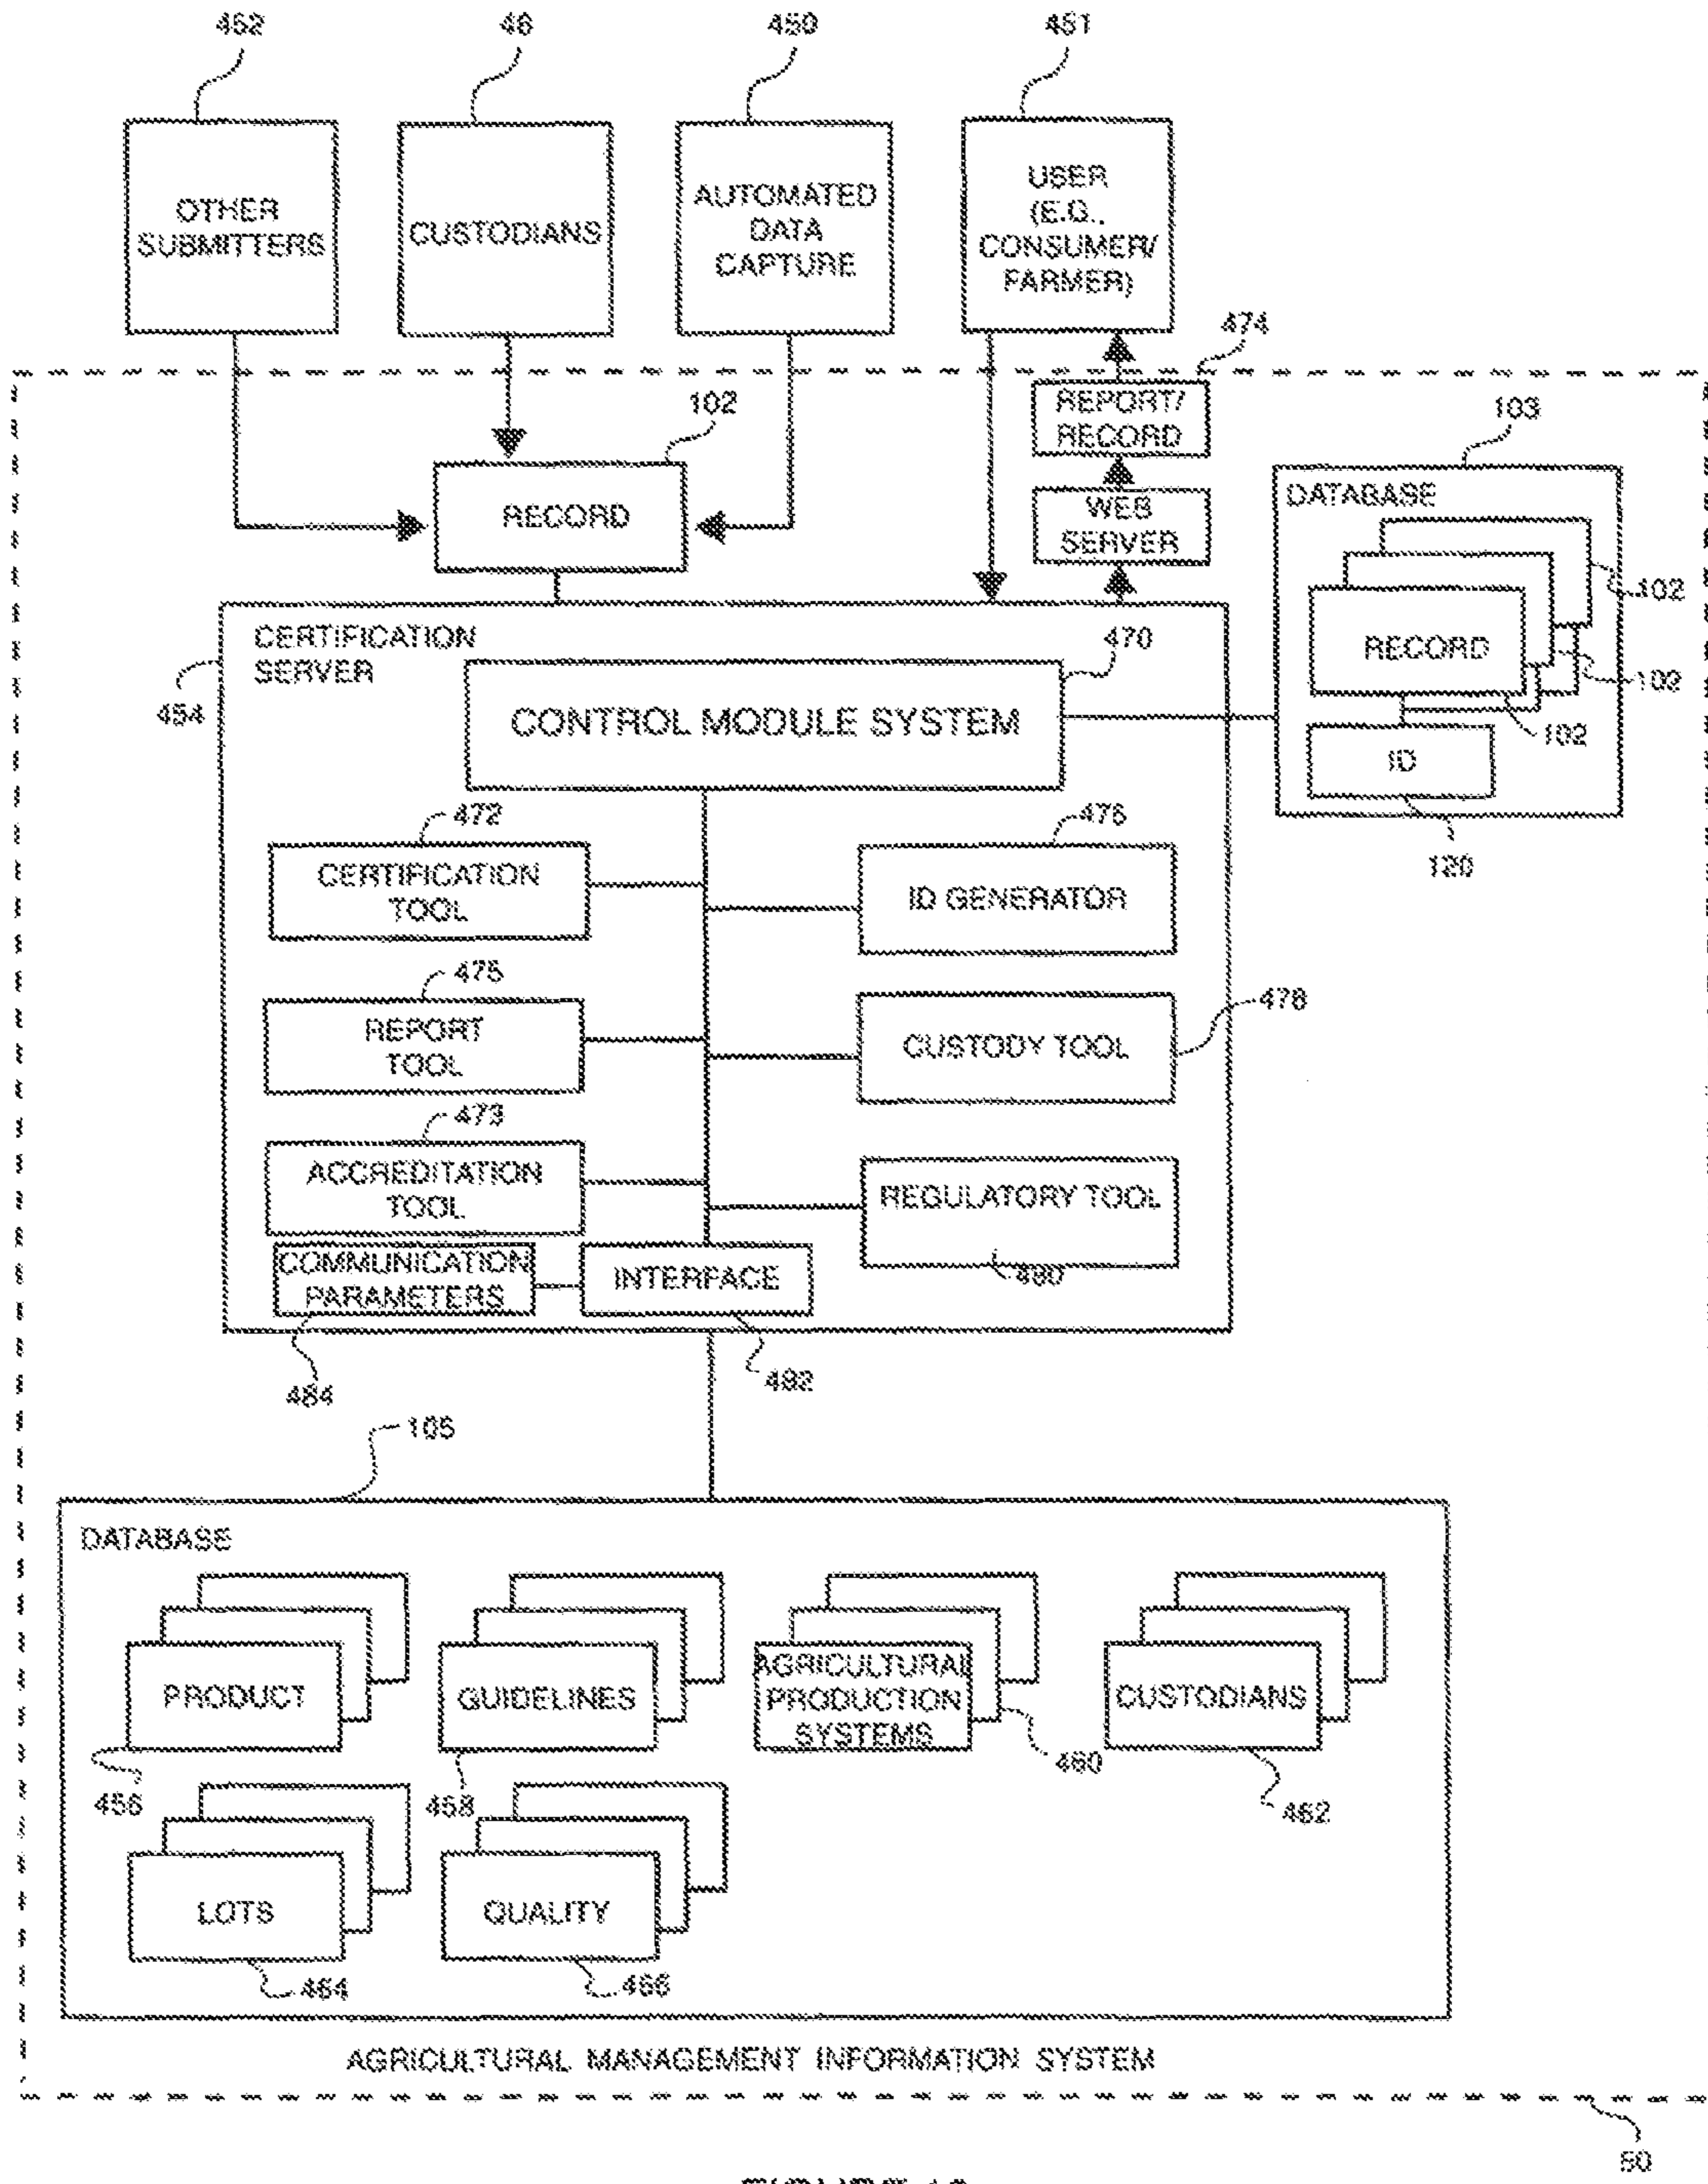 452
46
450
451
OTHER
SUBMITTERS
CUSTODIANS
AUTOMATED
DATA
CAPTURE
USER
(E.G.,
CONSUMER/
FARMER)
474
102
REPORT/
RECORD
103
RECORD
WEB
SERVER
DATABASE
102
RECORD
102
102
ID
120
CERTIFICATION
SERVER
454
470
CONTROL MODULE SYSTEM
472
CERTIFICATION
TOOL
476
ID GENERATOR
475
REPORT
TOOL
478
CUSTODY TOOL
473
ACCREDITATION
TOOL
REGULATORY TOOL
480
COMMUNICATION
PARAMETERS
INTERFACE
484
482
105
DATABASE
PRODUCT
GUIDELINES
AGRICULTURAL
PRODUCTION
SYSTEMS
CUSTODIANS
456
458
460
462
LOTS
QUALITY
464
466
AGRICULTURAL MANAGEMENT INFORMATION SYSTEM